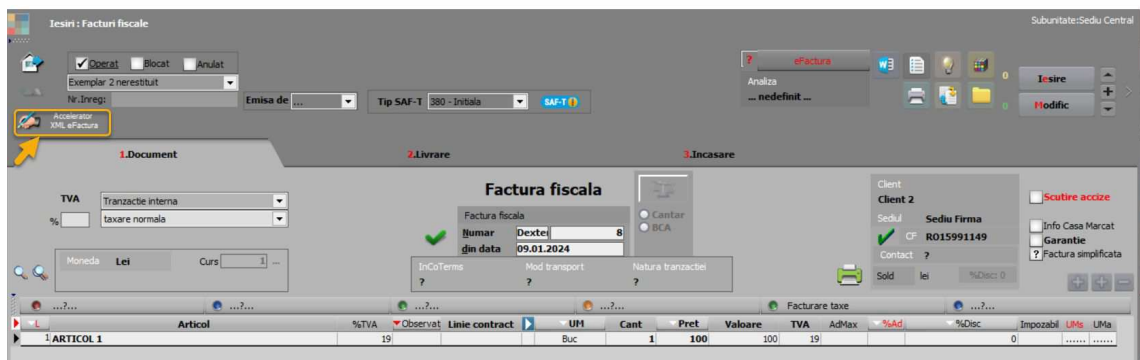 Iesiri : Facturi fiscale
Subunitate:Sediu Central
Operat Blocat Anulat
Exemplar 2 nerestituit
Nr.Inreg:
Emisa de ...
Tip SAF-T 380 - Initiala SAF-T
? eFactura
Analiza
... nedefinit ...
W
0
0
Iesire
Modific
Accelerator
XML eFactura
1.Document 2.Livrare 3.Incasare
TVA Tranzactie interna
% taxare normala
Moneda Lei Curs 1 ...
Factura fiscala
Factura fiscala
Numar Dextei 8
din data 09.01.2024
Cantar
BCA
InCoTerms Mod transport Natura tranzactiei
? ? ?
Client
Client 2
Sediul Sediu Firma
CF RO15991149
Contact ?
Sold lei %Disc: 0
Scutire accize
Info Casa Marcat
Garantie
? Factura simplificata
...?... ...?... ...?... ...?... Facturare taxe ...?...
L Articol %TVA Observat Linie contract UM Cant Pret Valoare TVA AdMax %Ad %Disc Impozabil UMs UMa
1 ARTICOL 1 19 Buc 1 100 100 19 0 ...... ......